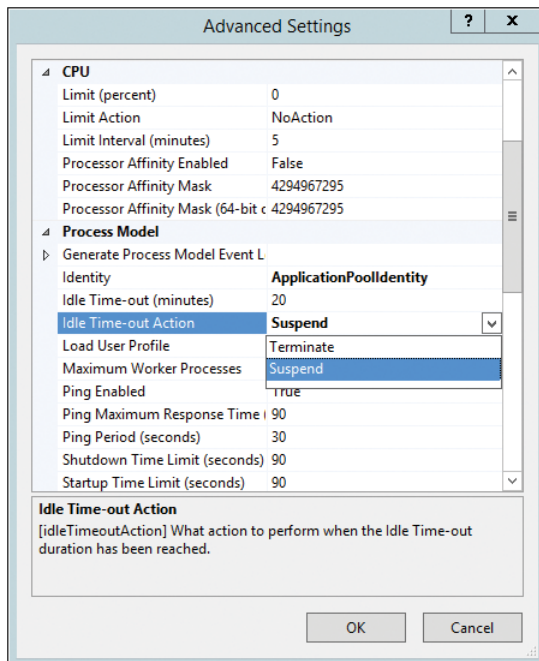 Advanced Settings
? x
CPU
Limit (percent) 0
Limit Action NoAction
Limit Interval (minutes) 5
Processor Affinity Enabled False
Processor Affinity Mask 4294967295
Processor Affinity Mask (64-bit c 4294967295
Process Model
Generate Process Model Event L
Identity ApplicationPoolIdentity
Idle Time-out (minutes) 20
Idle Time-out Action Suspend
Load User Profile Terminate
Maximum Worker Processes Suspend
Ping Enabled True
Ping Maximum Response Time ( 90
Ping Period (seconds) 30
Shutdown Time Limit (seconds) 90
Startup Time Limit (seconds) 90
Idle Time-out Action
[idleTimeoutAction] What action to perform when the Idle Time-out
duration has been reached.
OK Cancel